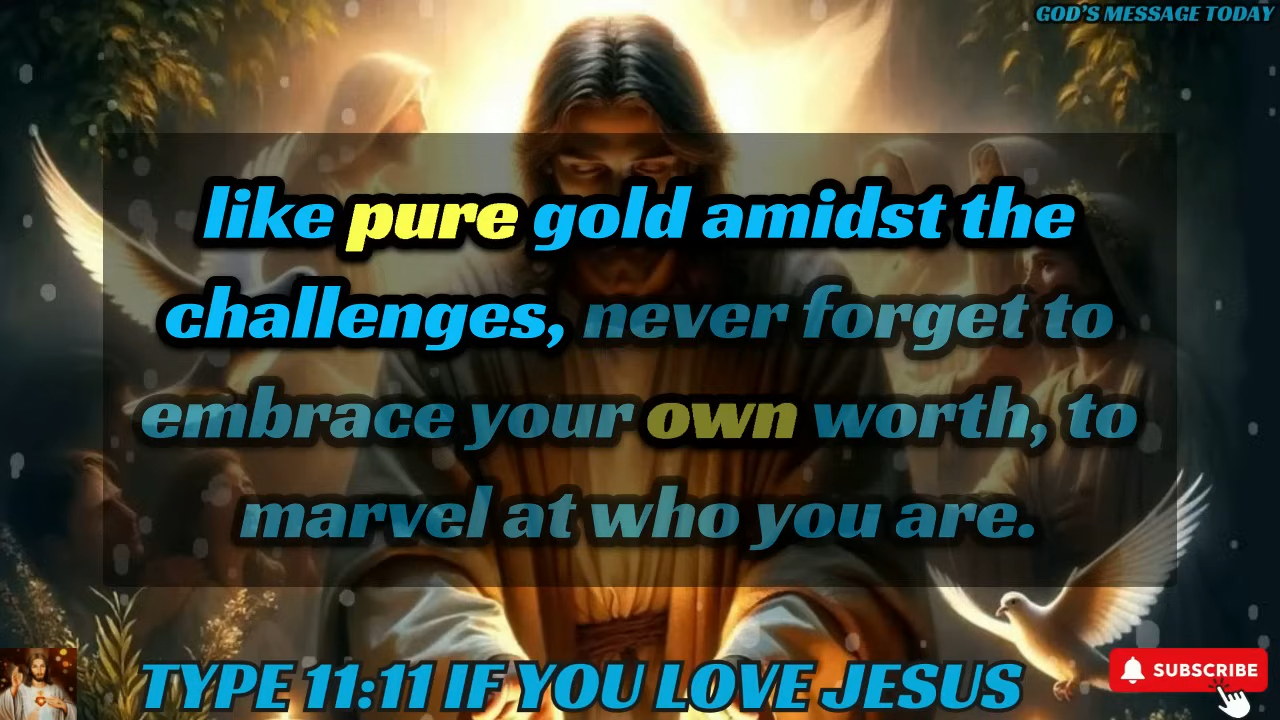 GOD'S MESSAGE TODAY
like pure gold amidst the
challenges, never forget to
embrace your own worth, to
marvel at who you are.
TYPE 11:11 IF YOU LOVE JESUS
SUBSCRIBE